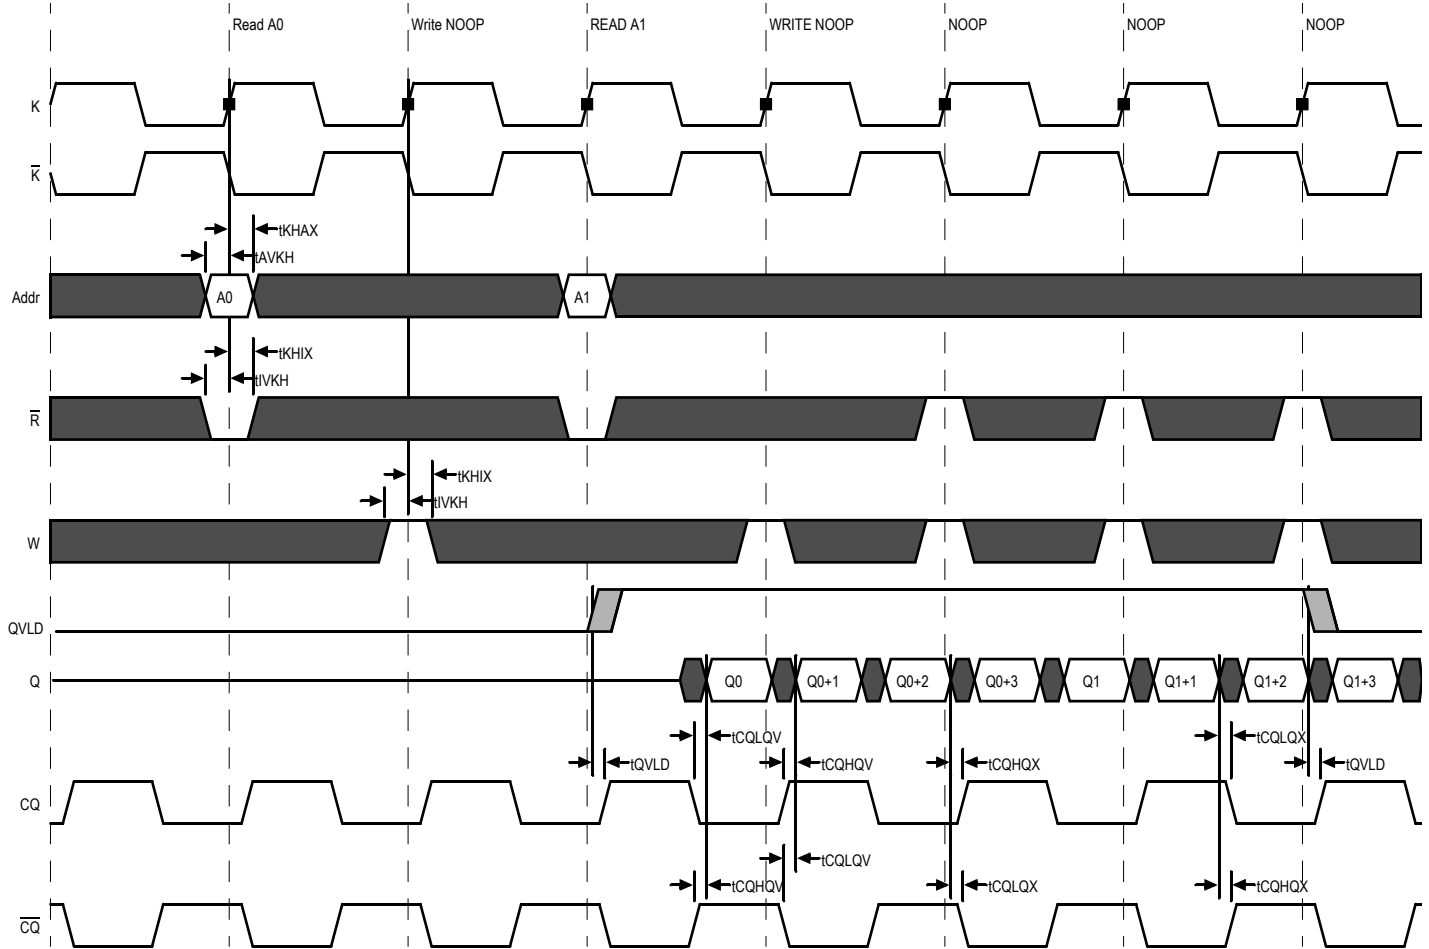 Read A0 Write NOOP READ A1 WRITE NOOP NOOP NOOP NOOP
K
K̅
tKHAX
tAVKH
Addr A0 A1
tKHIX
tIVKH
R̅
tKHIX
tIVKH
W
QVLD
Q Q0 Q0+1 Q0+2 Q0+3 Q1 Q1+1 Q1+2 Q1+3
tCQLQV tCQLQX
tQVLD tCQHQV tCQHQX tQVLD
CQ
tCQLQV
tCQHQV tCQLQX tCQHQX
C̅Q̅